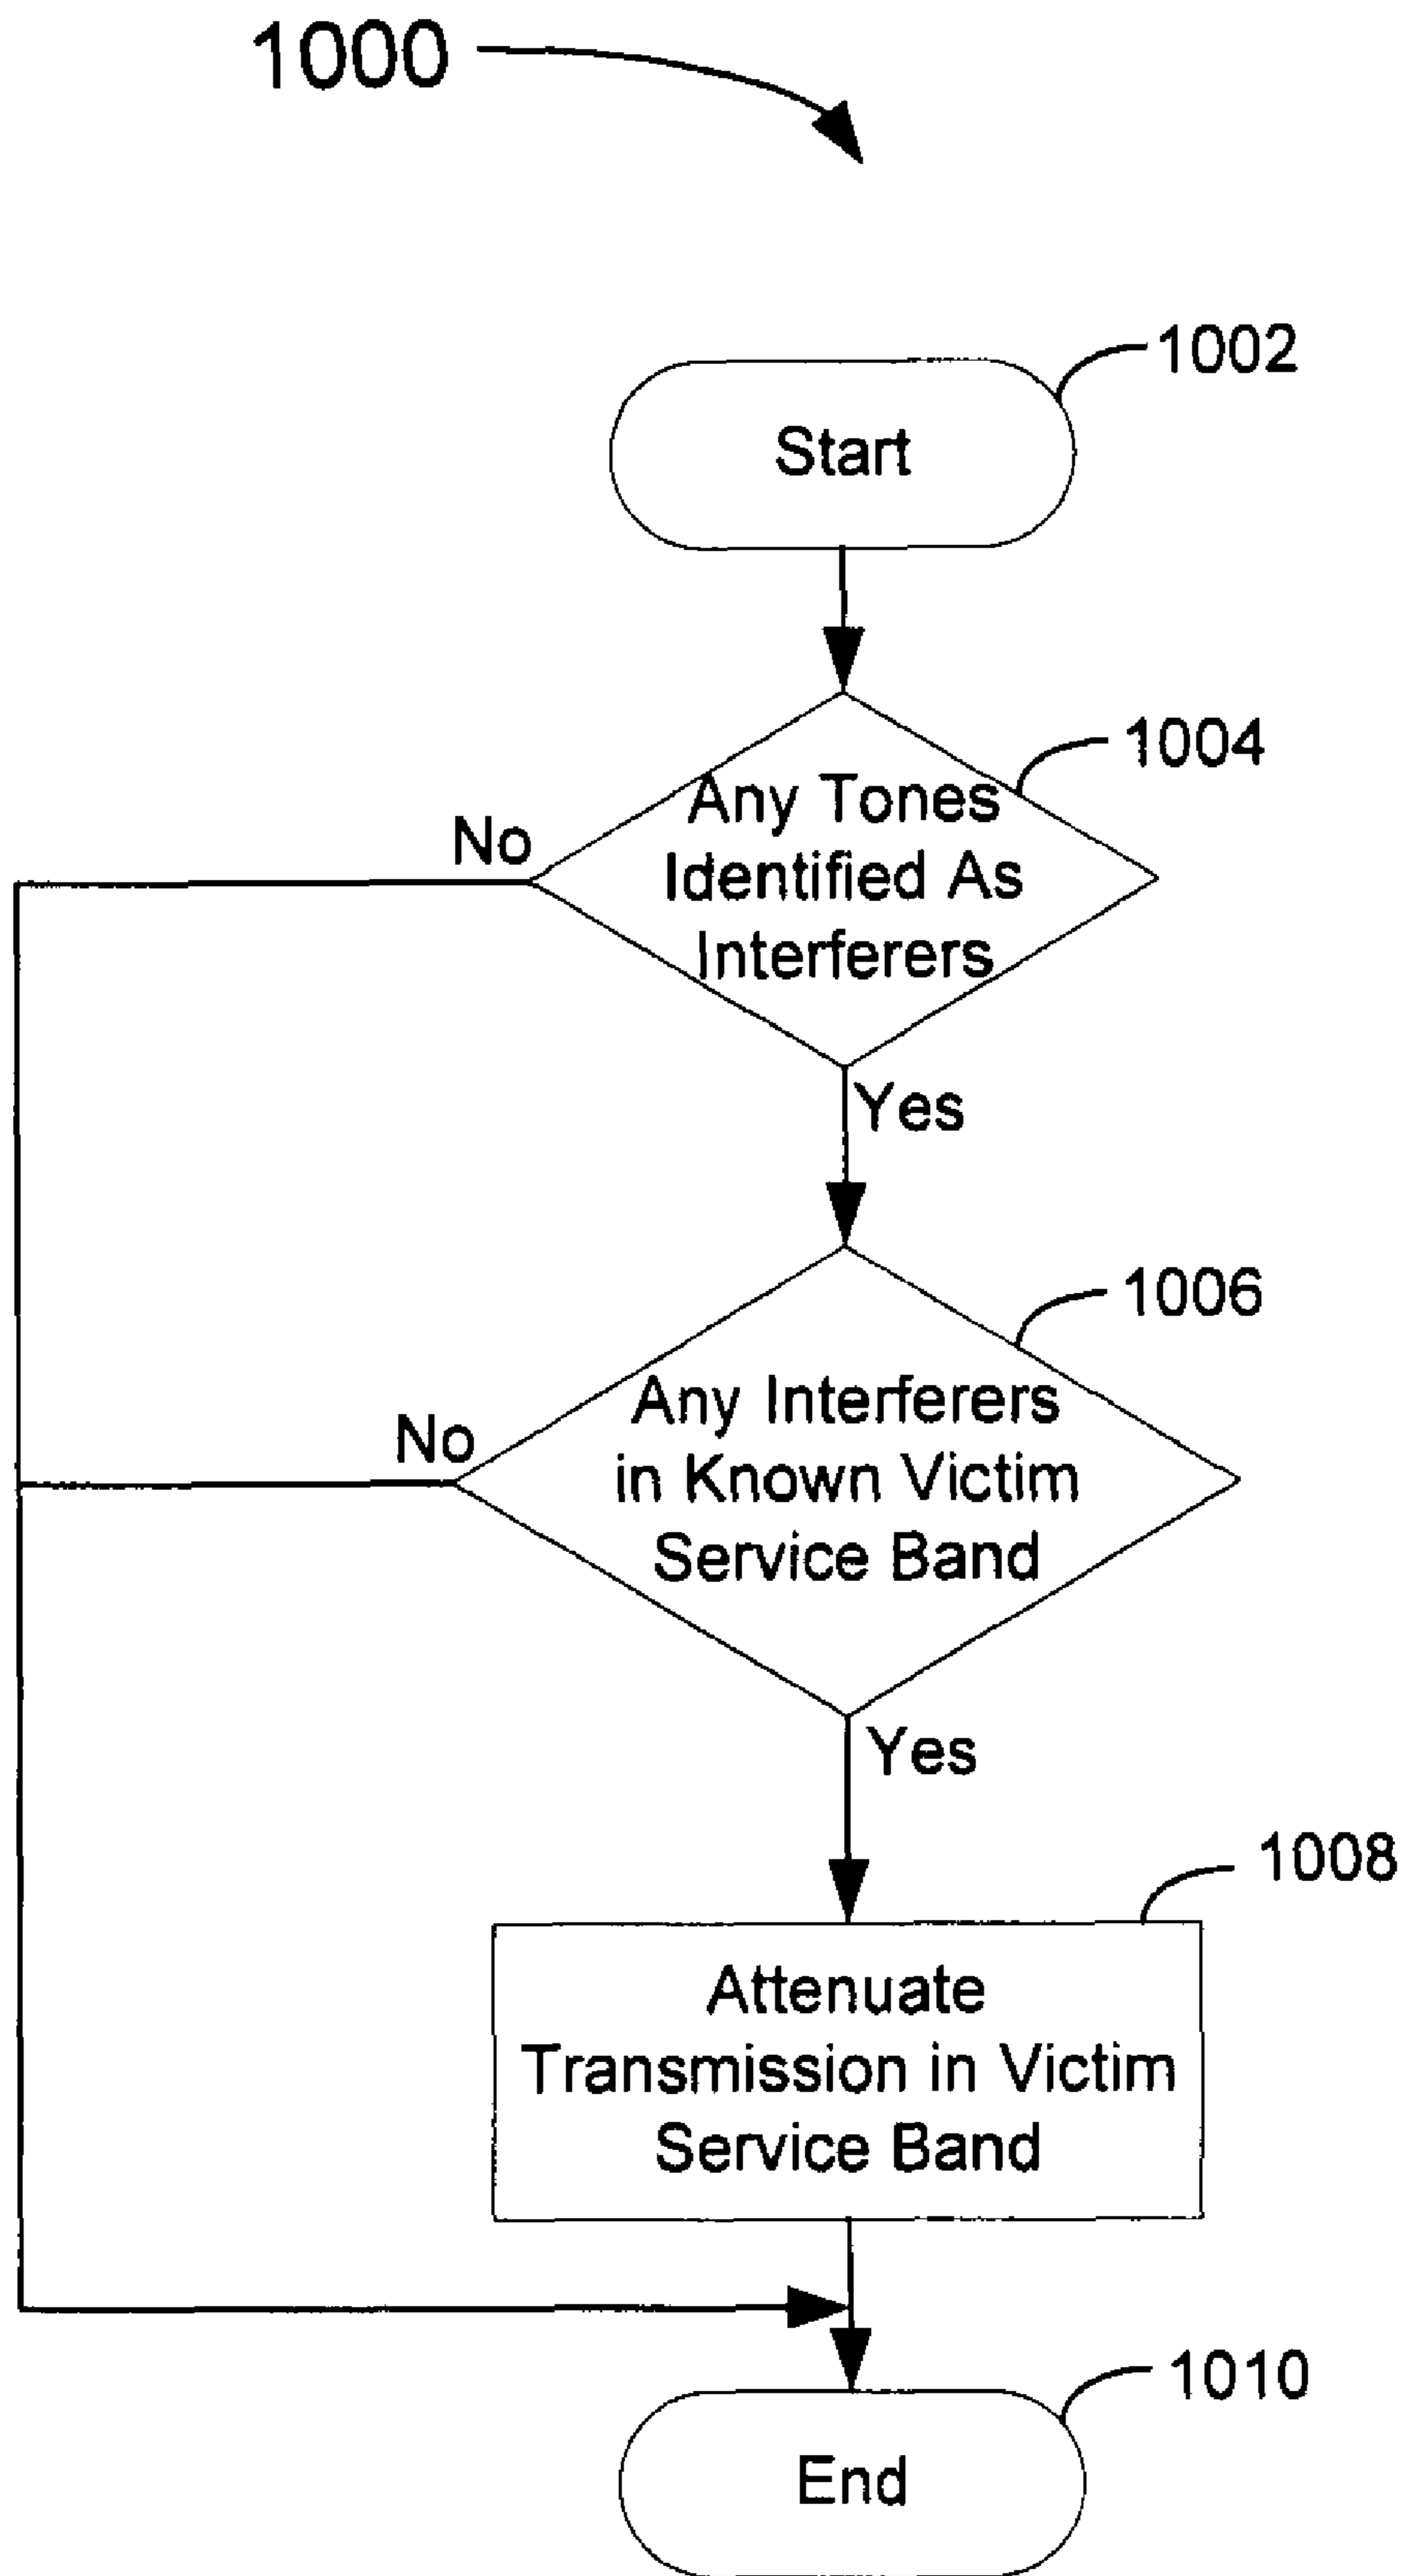 1000
1002
Start
1004
Any Tones
Identified As
Interferers
No
Yes
1006
Any Interferers
in Known Victim
Service Band
No
Yes
1008
Attenuate
Transmission in Victim
Service Band
1010
End